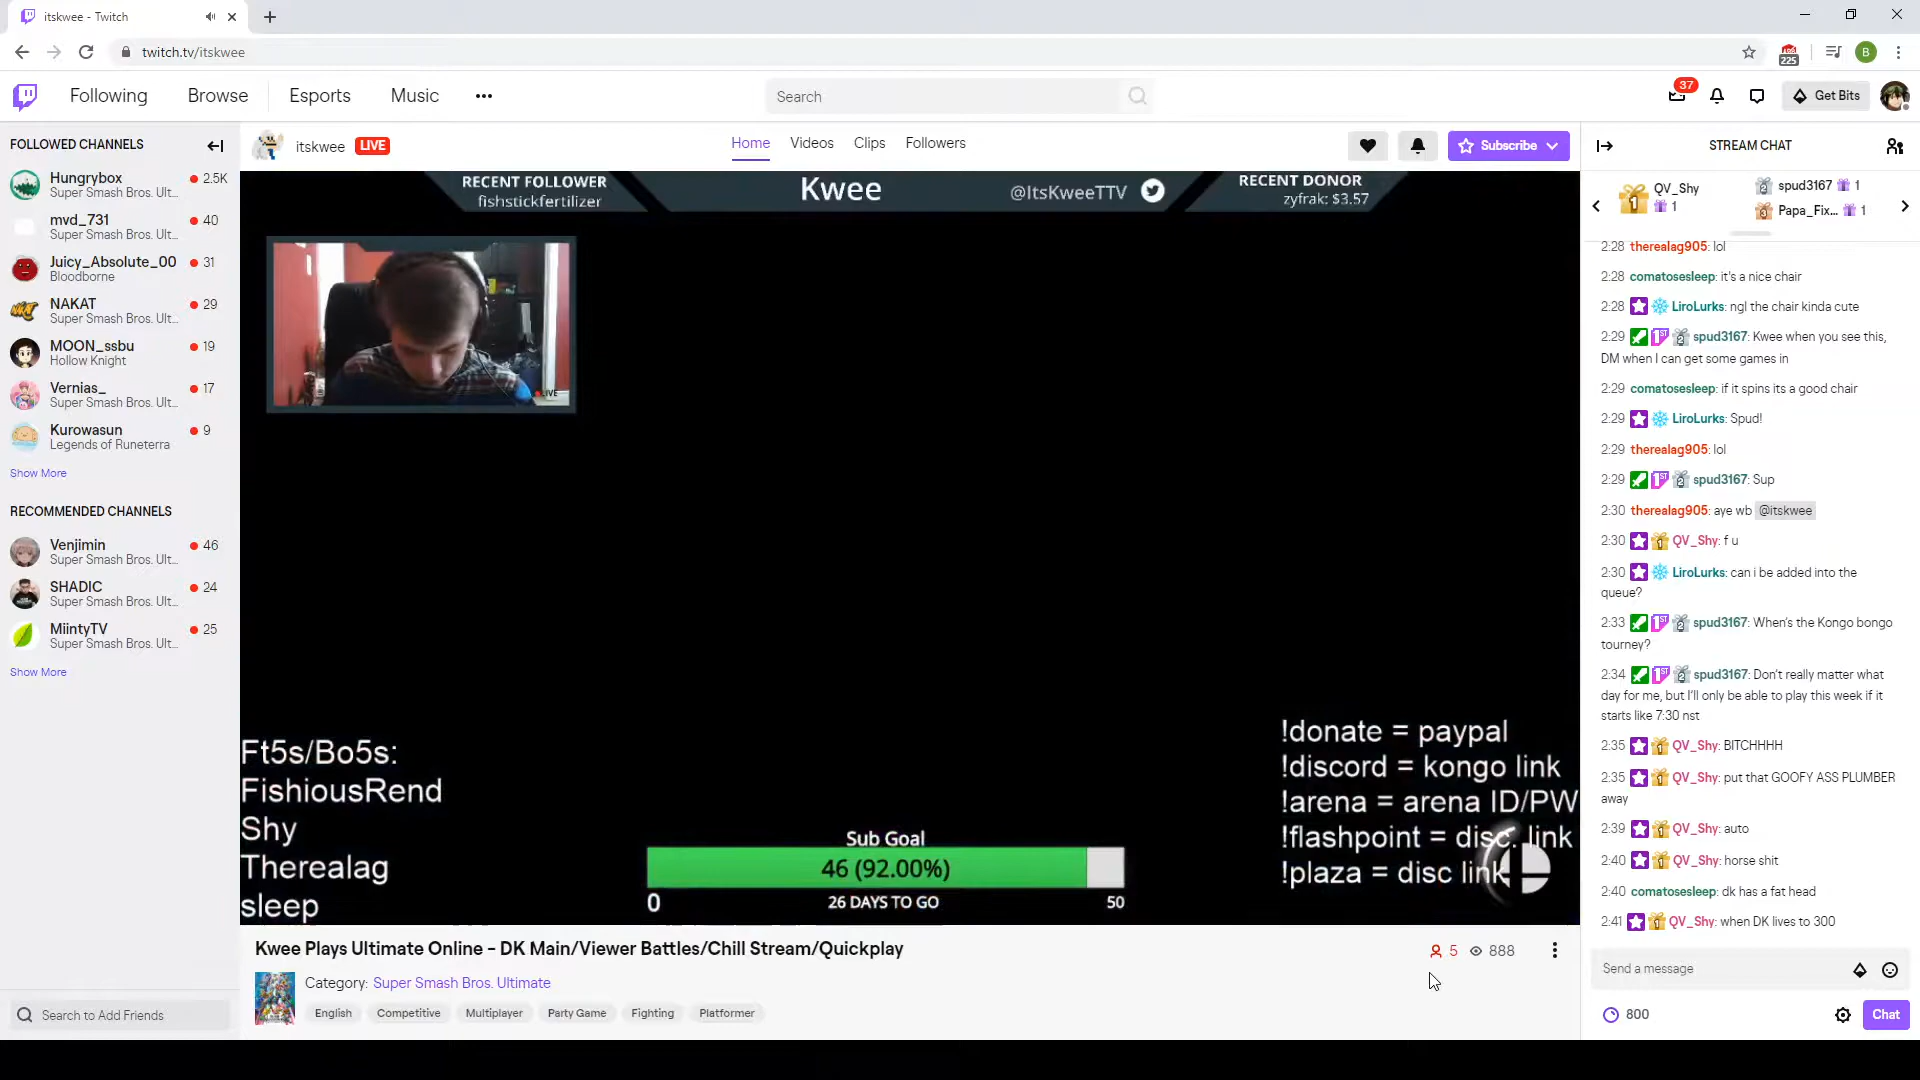 itskwee - Twitch
twitch.tv/itskwee
225
B
Following
Browse
Esports
Music
Search
37
Get Bits
FOLLOWED CHANNELS
Hungrybox
2.5K
Super Smash Bros. Ult...
mvd_731
40
Super Smash Bros. Ult...
Juicy_Absolute_00
31
Bloodborne
NAKAT
29
Super Smash Bros. Ult...
MOON_ssbu
19
Hollow Knight
Vernias_
17
Super Smash Bros. Ult...
Kurowasun
9
Legends of Runeterra
Show More
RECOMMENDED CHANNELS
Venjimin
46
Super Smash Bros. Ult...
SHADIC
24
Super Smash Bros. Ult...
MiintyTV
25
Super Smash Bros. Ult...
Show More
Search to Add Friends
itskwee LIVE
Home
Videos
Clips
Followers
Subscribe
RECENT FOLLOWER
fishstickfertilizer
Kwee
@ItsKweeTTV
RECENT DONOR
zyfrak: $3.57
LIVE
Ft5s/Bo5s:
FishiousRend
Shy
Therealag
sleep
Sub Goal
46 (92.00%)
0
26 DAYS TO GO
50
!donate = paypal
!discord = kongo link
!arena = arena ID/PW
!flashpoint = disc. link
!plaza = disc link
Kwee Plays Ultimate Online - DK Main/Viewer Battles/Chill Stream/Quickplay
5
888
Category: Super Smash Bros. Ultimate
English
Competitive
Multiplayer
Party Game
Fighting
Platformer
STREAM CHAT
QV_Shy
1
spud3167 1
Papa_Fix... 1
2:28 therealag905: lol
2:28 comatosesleep: it's a nice chair
2:28 LiroLurks: ngl the chair kinda cute
2:29 spud3167: Kwee when you see this,
DM when I can get some games in
2:29 comatosesleep: if it spins its a good chair
2:29 LiroLurks: Spud!
2:29 therealag905: lol
2:29 spud3167: Sup
2:30 therealag905: aye wb @itskwee
2:30 QV_Shy: f u
2:30 LiroLurks: can i be added into the
queue?
2:33 spud3167: When's the Kongo bongo
tourney?
2:34 spud3167: Don't really matter what
day for me, but I'll only be able to play this week if it
starts like 7:30 nst
2:35 QV_Shy: BITCHHHH
2:35 QV_Shy: put that GOOFY ASS PLUMBER
away
2:39 QV_Shy: auto
2:40 QV_Shy: horse shit
2:40 comatosesleep: dk has a fat head
2:41 QV_Shy: when DK lives to 300
Send a message
800
Chat